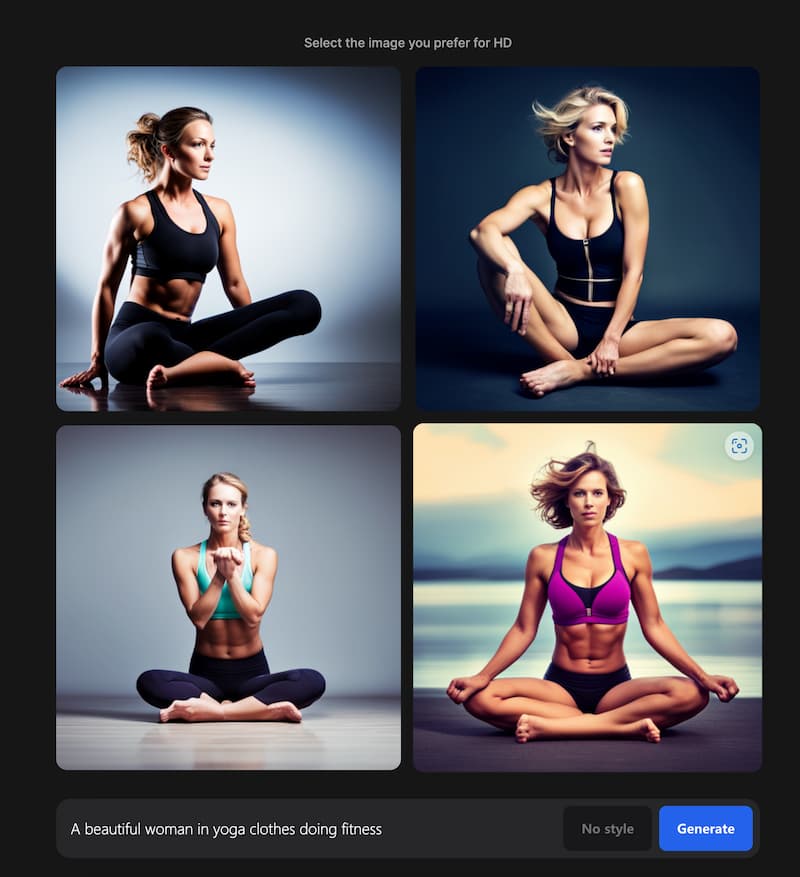 Select the image you prefer for HD
A beautiful woman in yoga clothes doing fitness
No style
Generate